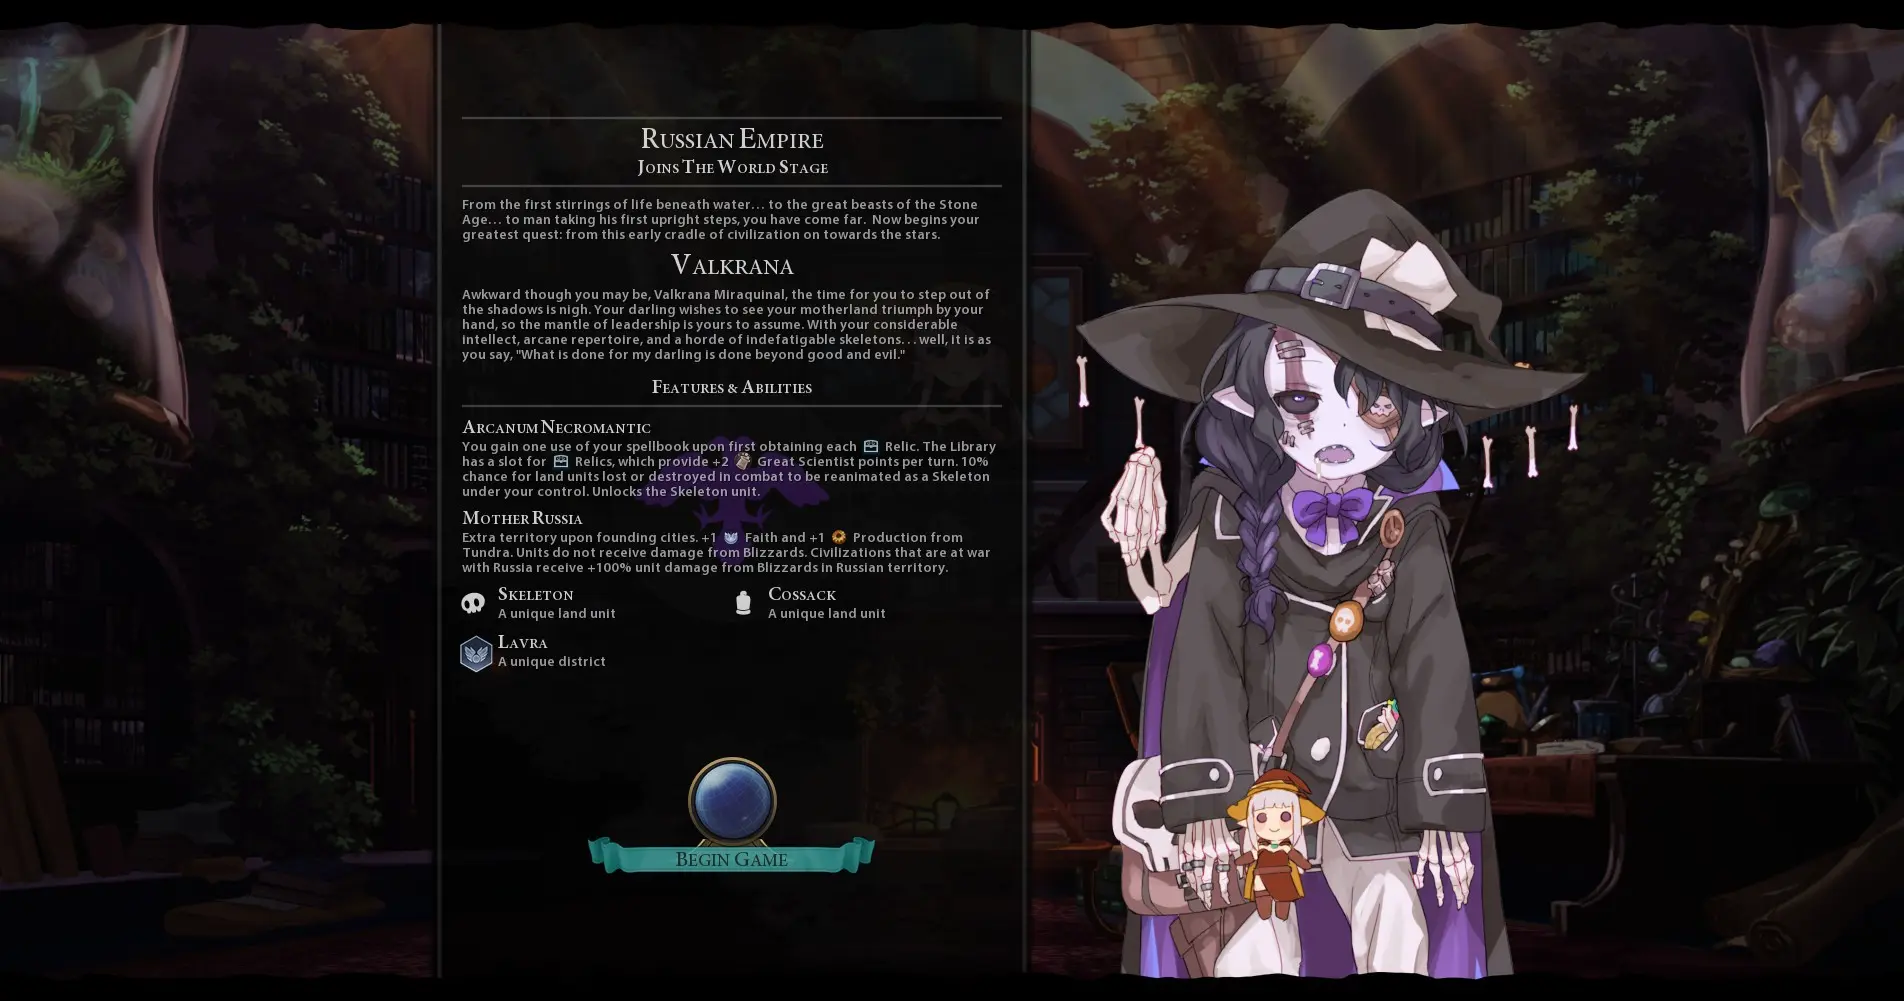 Russian Empire
Joins The World Stage
From the first stirrings of life beneath water... to the great beasts of the Stone
Age... to man taking his first upright steps, you have come far. Now begins your
greatest quest: from this early cradle of civilization on towards the stars.
Valkrana
Awkward though you may be, Valkrana Miraquinal, the time for you to step out of
the shadows is nigh. Your darling wishes to see your motherland triumph by your
hand, so the mantle of leadership is yours to assume. With your considerable
intellect, arcane repertoire, and a horde of indefatigable skeletons... well, it is as
you say, "What is done for my darling is done beyond good and evil."
Features & Abilities
Arcanum Necromantic
You gain one use of your spellbook upon first obtaining each Relic. The Library
has a slot for Relics, which provide +2 Great Scientist points per turn. 10%
chance for land units lost or destroyed in combat to be reanimated as a Skeleton
under your control. Unlocks the Skeleton unit.
Mother Russia
Extra territory upon founding cities. +1 Faith and +1 Production from
Tundra. Units do not receive damage from Blizzards. Civilizations that are at war
with Russia receive +100% unit damage from Blizzards in Russian territory.
Skeleton
A unique land unit
Cossack
A unique land unit
Lavra
A unique district
Begin Game